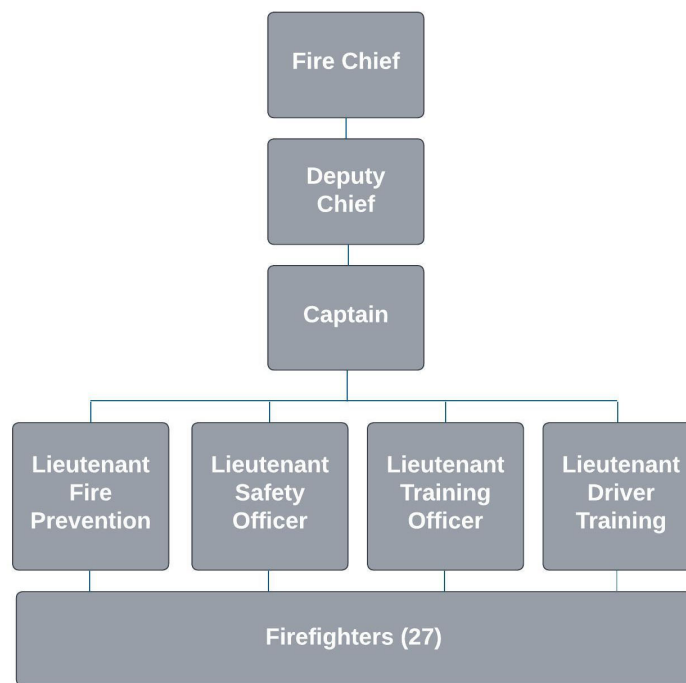 Fire Chief
Deputy
Chief
Captain
Lieutenant
Fire
Prevention
Lieutenant
Safety
Officer
Lieutenant
Training
Officer
Lieutenant
Driver
Training
Firefighters (27)